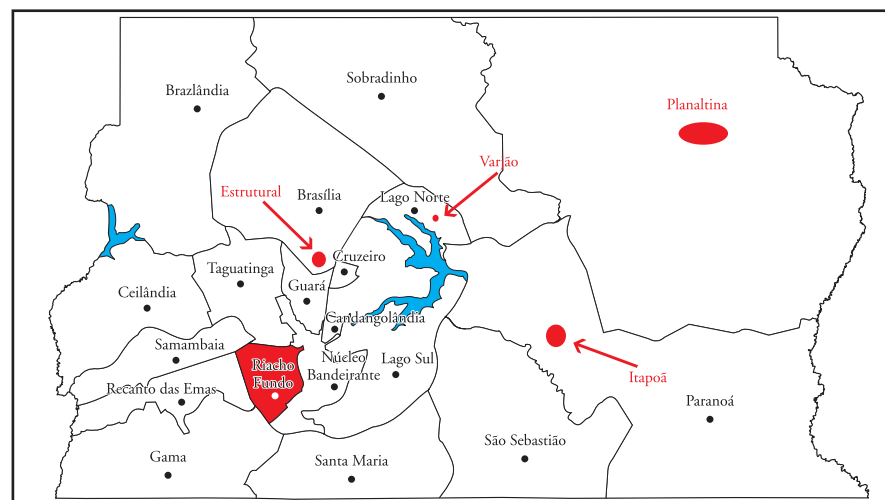 Sobradinho
Brazlândia
Planaltina
Varjão
Estrutural
Brasília
Lago Norte
Cruzeiro
Taguatinga
Guará
Ceilândia
Candangolândia
Samambaia
Riacho
Fundo
Núcleo
Bandeirante
Lago Sul
Itapoã
Recanto das Emas
Paranoá
São Sebastião
Gama
Santa Maria